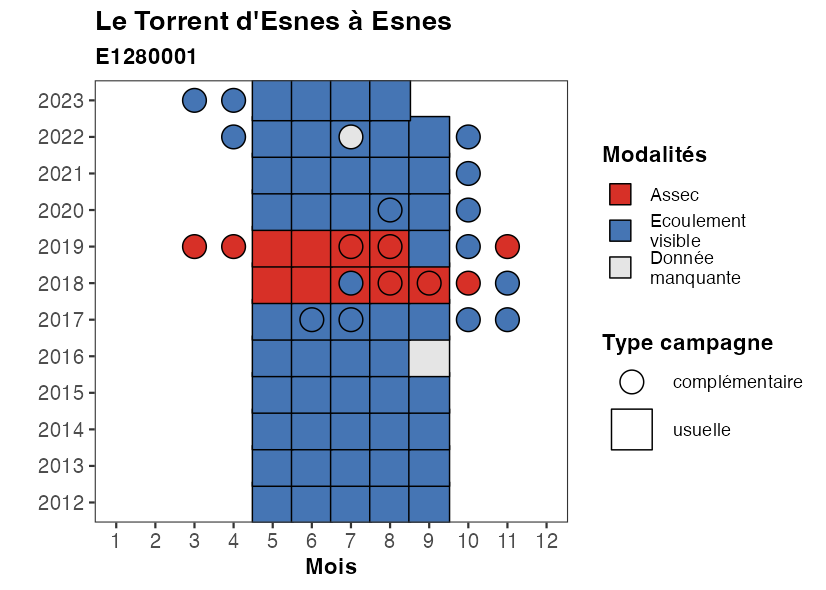 Le Torrent d'Esnes à Esnes
E1280001
2023
2022
2021
2020
2019
2018
2017
2016
2015
2014
2013
2012
1 2 3 4 5 6 7 8 9 10 11 12
Mois
Modalités
Assec
Ecoulement
visible
Donnée
manquante
Type campagne
complémentaire
usuelle